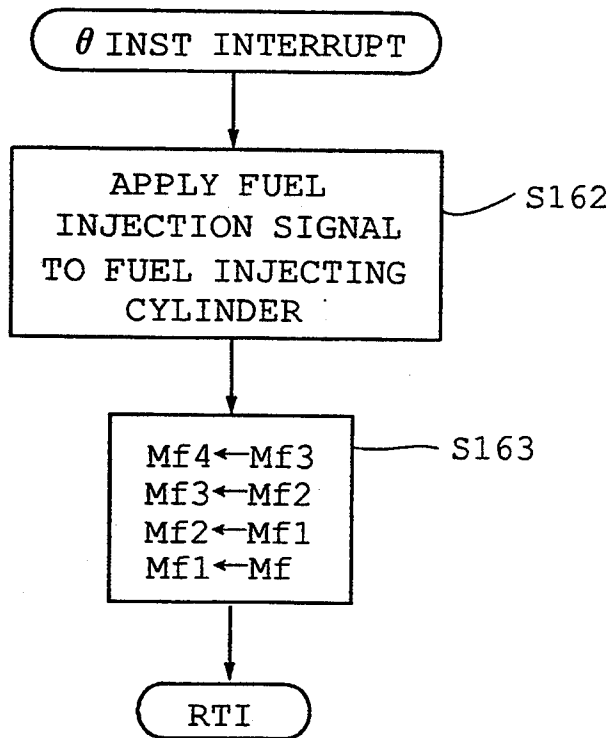 θ INST INTERRUPT
APPLY FUEL
INJECTION SIGNAL
TO FUEL INJECTING
CYLINDER
S162
Mf4←Mf3
Mf3←Mf2
Mf2←Mf1
Mf1←Mf
S163
RTI